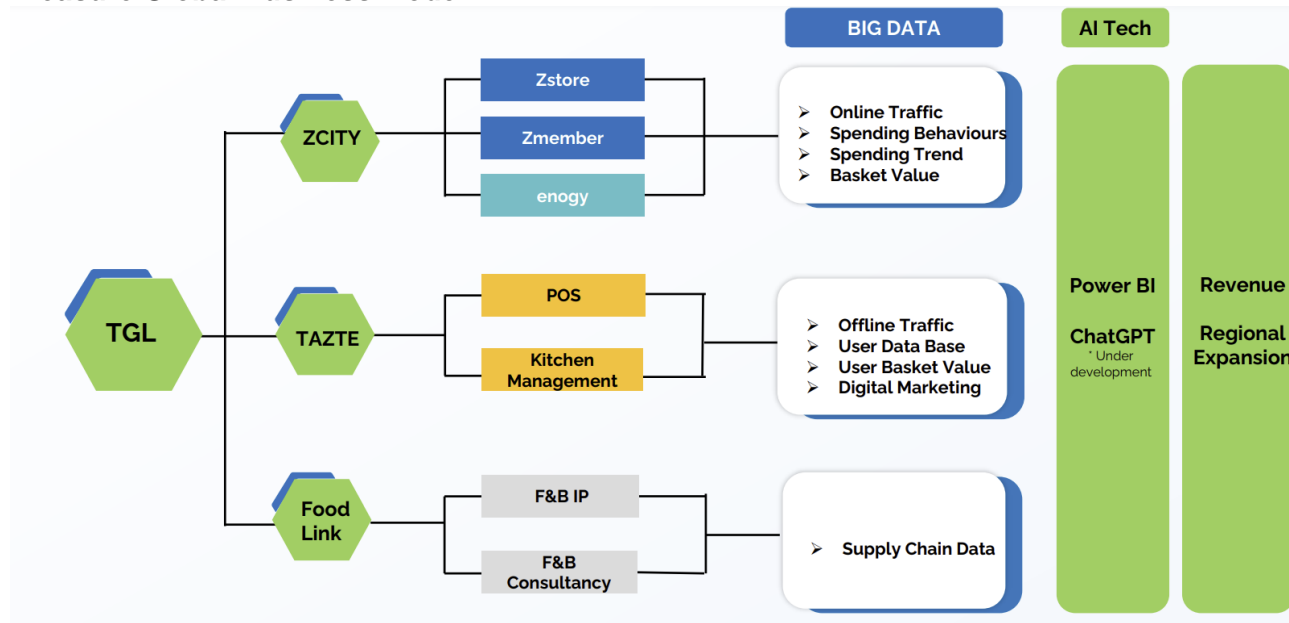 BIG DATA
AI Tech
ZCITY
Zstore
Zmember
enogy
➢ Online Traffic
➢ Spending Behaviours
➢ Spending Trend
➢ Basket Value
TGL
TAZTE
POS
Kitchen
Management
➢ Offline Traffic
➢ User Data Base
➢ User Basket Value
➢ Digital Marketing
Food
Link
F&B IP
F&B
Consultancy
➢ Supply Chain Data
Power BI
ChatGPT
* Under
development
Revenue
Regional
Expansion